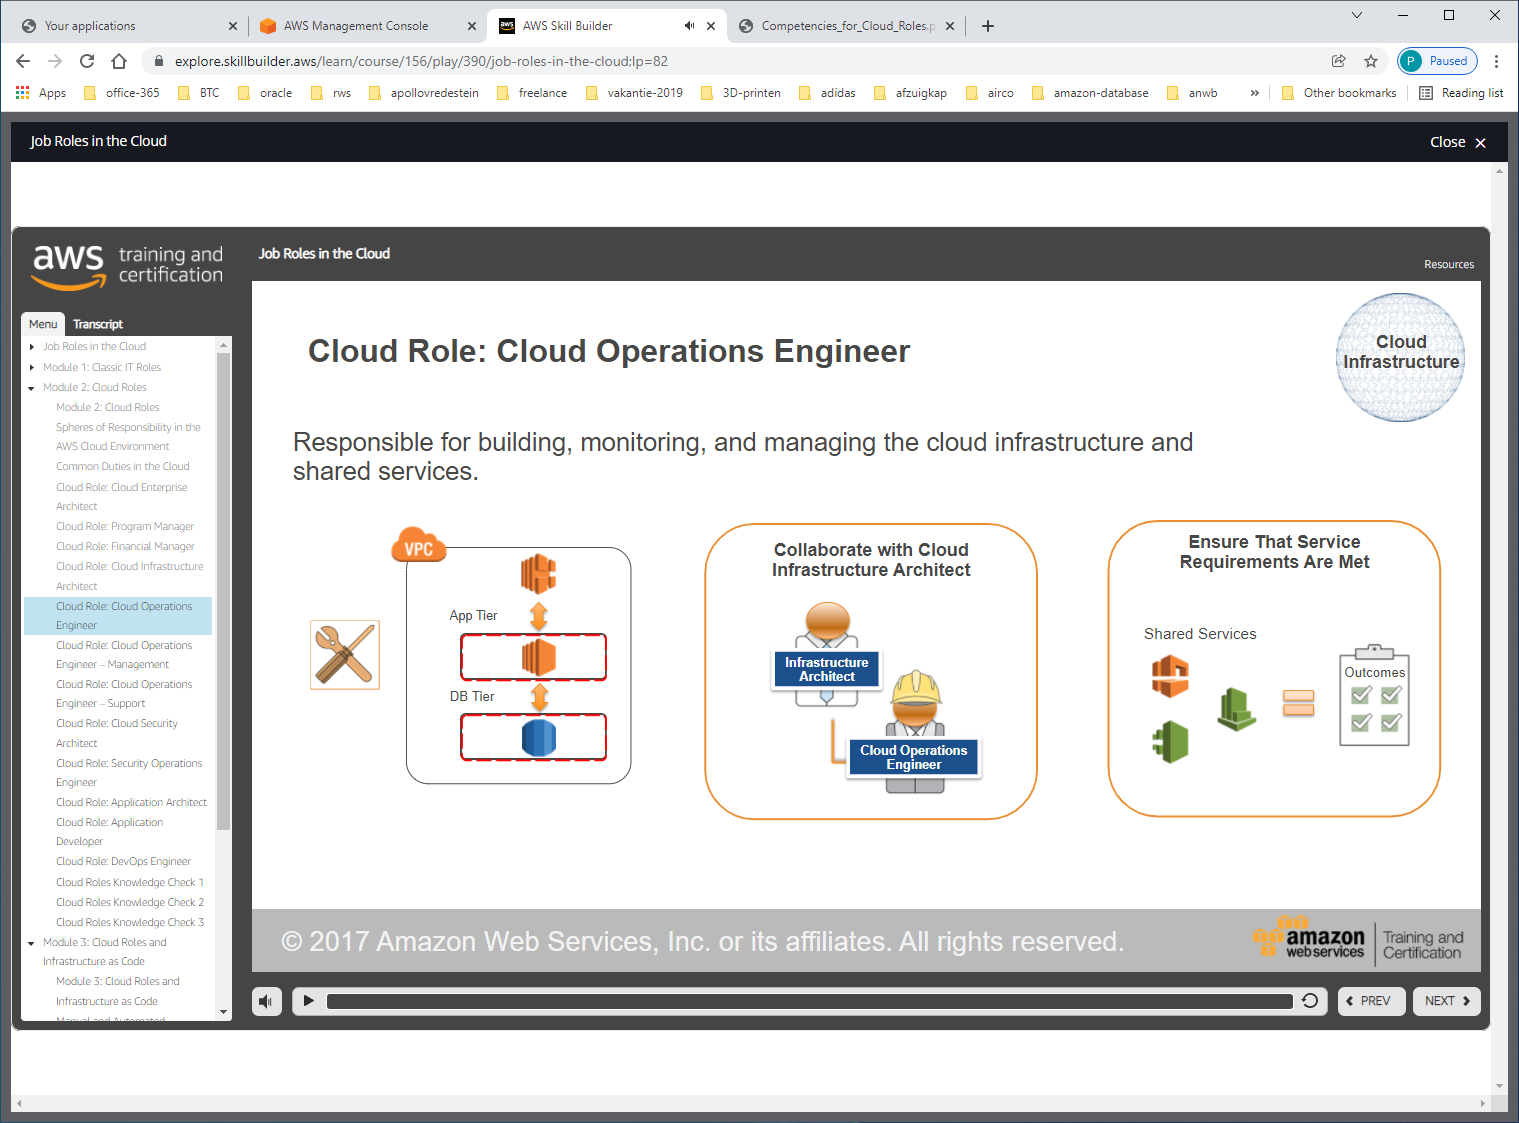 Your applications
AWS Management Console
AWS Skill Builder
Competencies_for_Cloud_Roles.p
explore.skillbuilder.aws/learn/course/156/play/390/job-roles-in-the-cloud;lp=82
P Paused
Apps
office-365
BTC
oracle
rws
apollovredestein
freelance
vakantie-2019
3D-printen
adidas
afzuigkap
airco
amazon-database
anwb
»
Other bookmarks
Reading list
Job Roles in the Cloud
Close
aws training and
certification
Job Roles in the Cloud
Resources
Menu
Transcript
Job Roles in the Cloud
Module 1: Classic IT Roles
Module 2: Cloud Roles
Module 2: Cloud Roles
Spheres of Responsibility in the
AWS Cloud Environment
Common Duties in the Cloud
Cloud Role: Cloud Enterprise
Architect
Cloud Role: Program Manager
Cloud Role: Financial Manager
Cloud Role: Cloud Infrastructure
Architect
Cloud Role: Cloud Operations
Engineer
Cloud Role: Cloud Operations
Engineer – Management
Cloud Role: Cloud Operations
Engineer – Support
Cloud Role: Cloud Security
Architect
Cloud Role: Security Operations
Engineer
Cloud Role: Application Architect
Cloud Role: Application
Developer
Cloud Role: DevOps Engineer
Cloud Roles Knowledge Check 1
Cloud Roles Knowledge Check 2
Cloud Roles Knowledge Check 3
Module 3: Cloud Roles and
Infrastructure as Code
Module 3: Cloud Roles and
Infrastructure as Code
Manual and Automated
Cloud Role: Cloud Operations Engineer
Cloud
Infrastructure
Responsible for building, monitoring, and managing the cloud infrastructure and
shared services.
VPC
App Tier
DB Tier
Collaborate with Cloud
Infrastructure Architect
Infrastructure
Architect
Cloud Operations
Engineer
Ensure That Service
Requirements Are Met
Shared Services
Outcomes
© 2017 Amazon Web Services, Inc. or its affiliates. All rights reserved.
amazon
webservices
Training and
Certification
PREV
NEXT